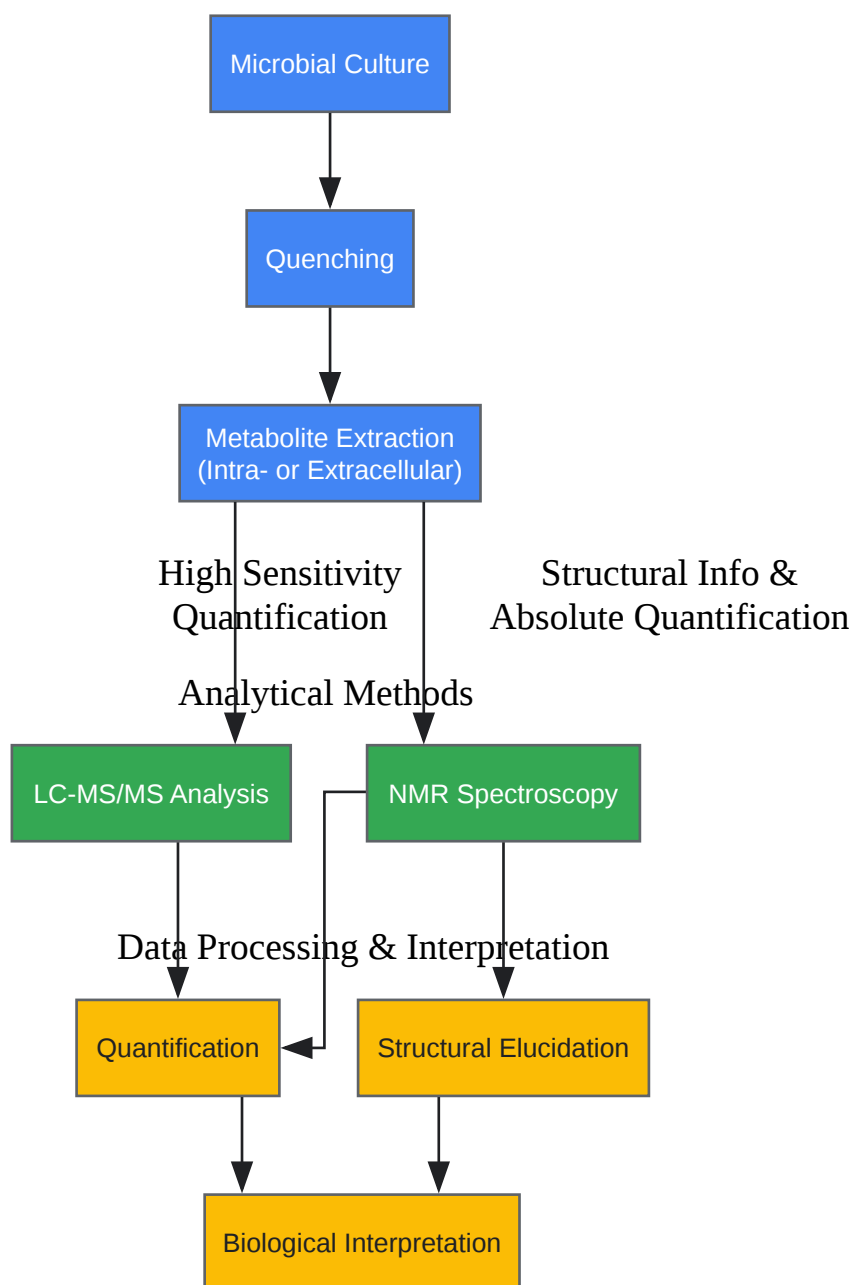 Microbial Culture
Quenching
Metabolite Extraction
(Intra- or Extracellular)
High Sensitivity
Quantification
Structural Info &
Absolute Quantification
Analytical Methods
LC-MS/MS Analysis
NMR Spectroscopy
Data Processing & Interpretation
Quantification
Structural Elucidation
Biological Interpretation